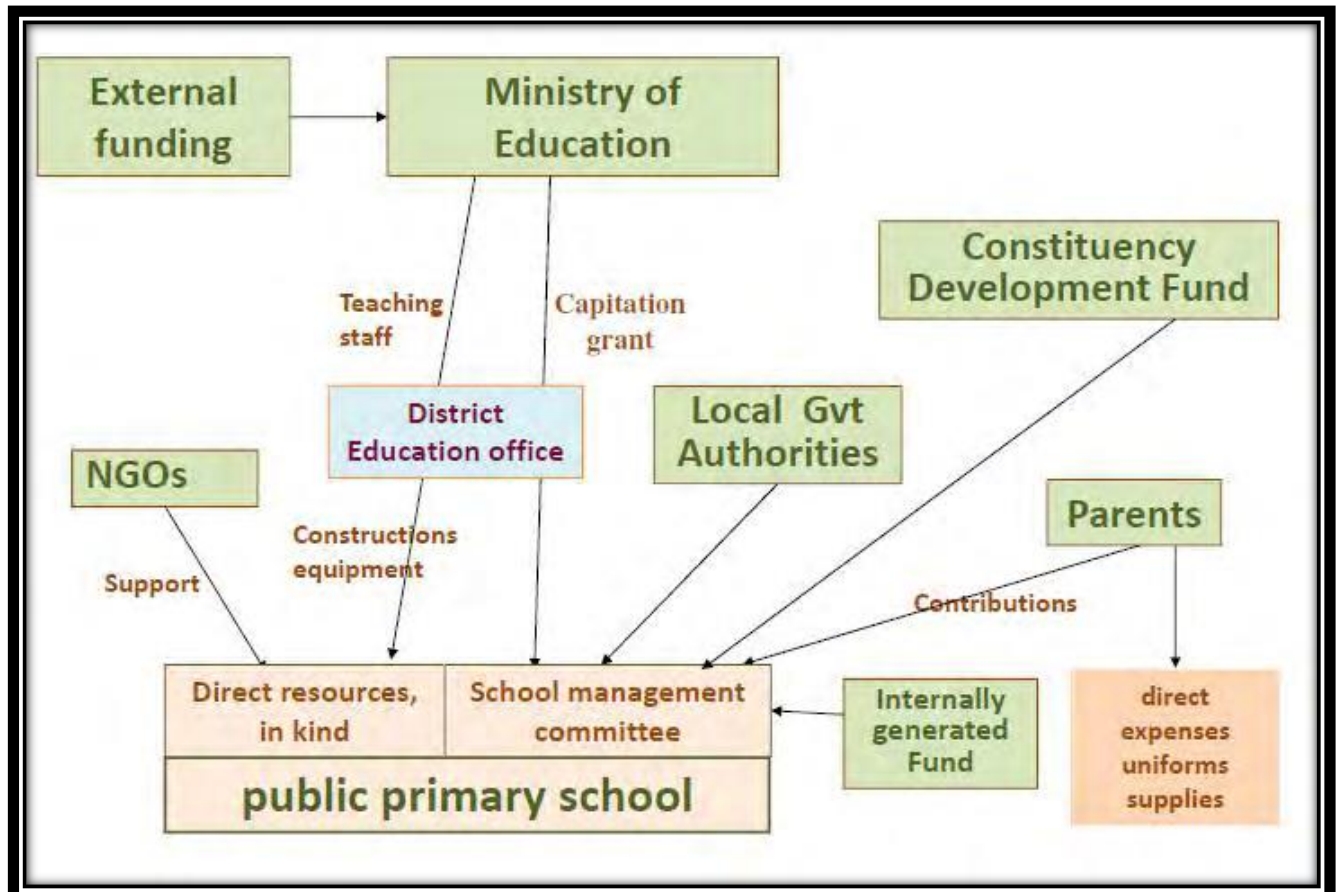 External
funding
Ministry of
Education
Constituency
Development Fund
Teaching
staff
Capitation
grant
District
Education office
Local Gvt
Authorities
NGOs
Parents
Constructions
equipment
Support
Contributions
Direct resources,
in kind
School management
committee
Internally
generated
Fund
direct
expenses
uniforms
supplies
public primary school